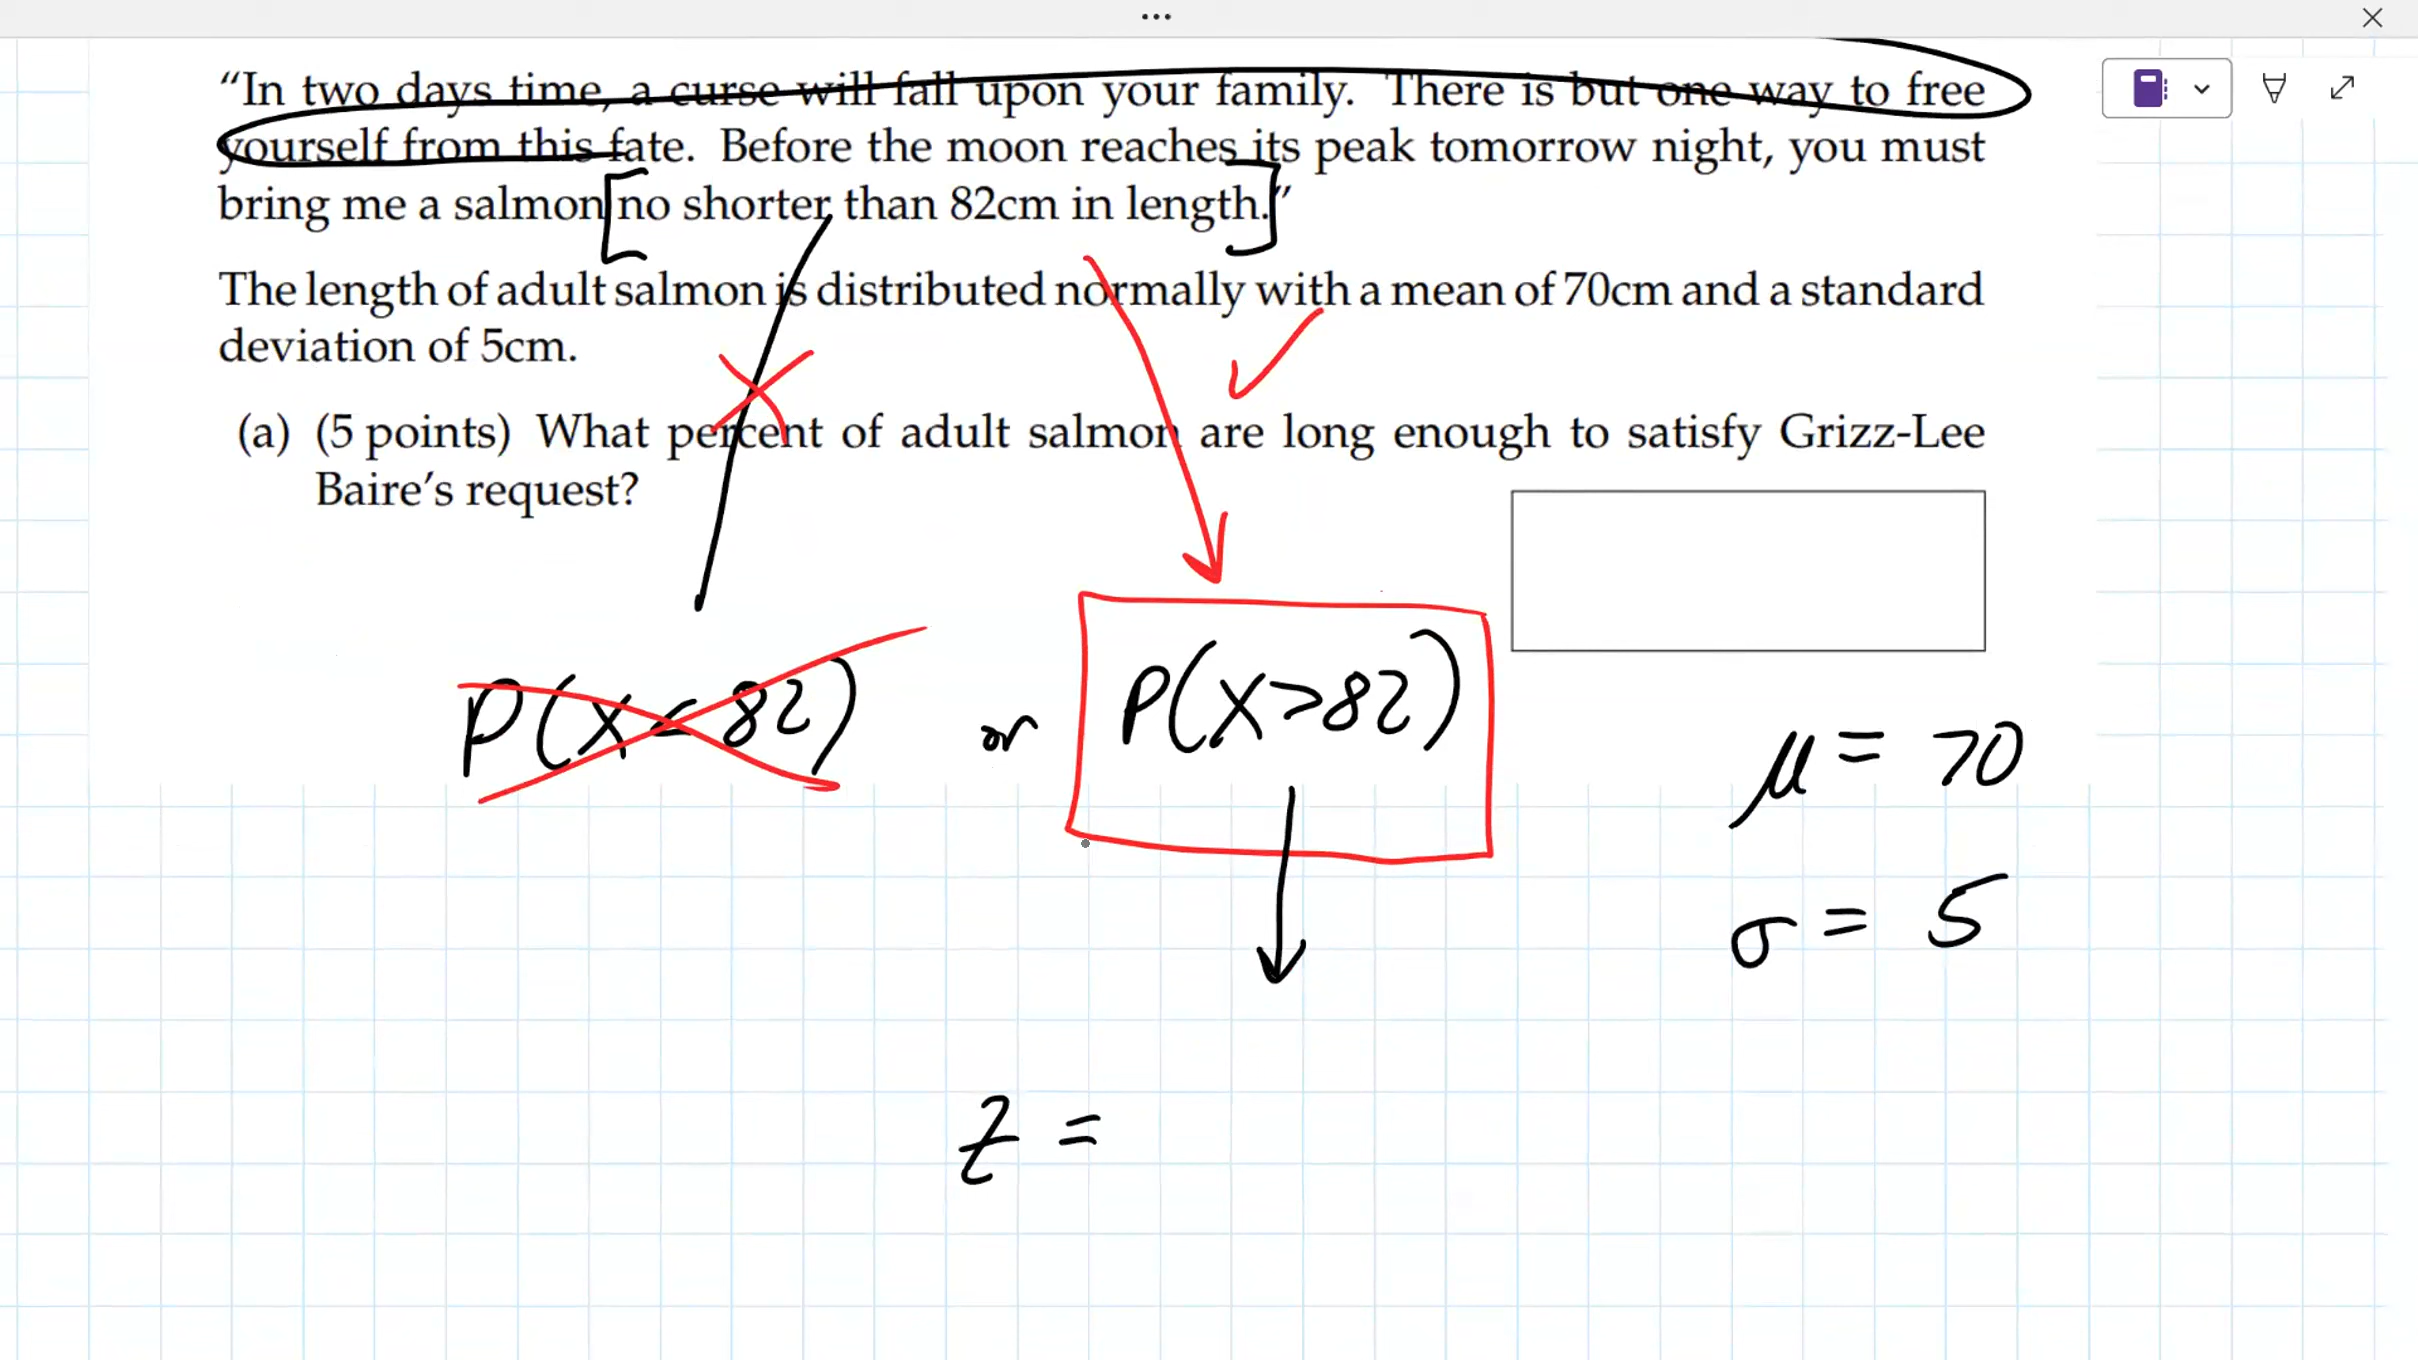 “In two days time, a curse will fall upon your family. There is but one way to free
yourself from this fate. Before the moon reaches its peak tomorrow night, you must
bring me a salmon [no shorter than 82cm in length.]”
The length of adult salmon is distributed normally with a mean of 70cm and a standard
deviation of 5cm.
(a) (5 points) What percent of adult salmon are long enough to satisfy Grizz-Lee
Baire’s request?
P(X<82) or P(X>82)
μ = 70
σ = 5
z =